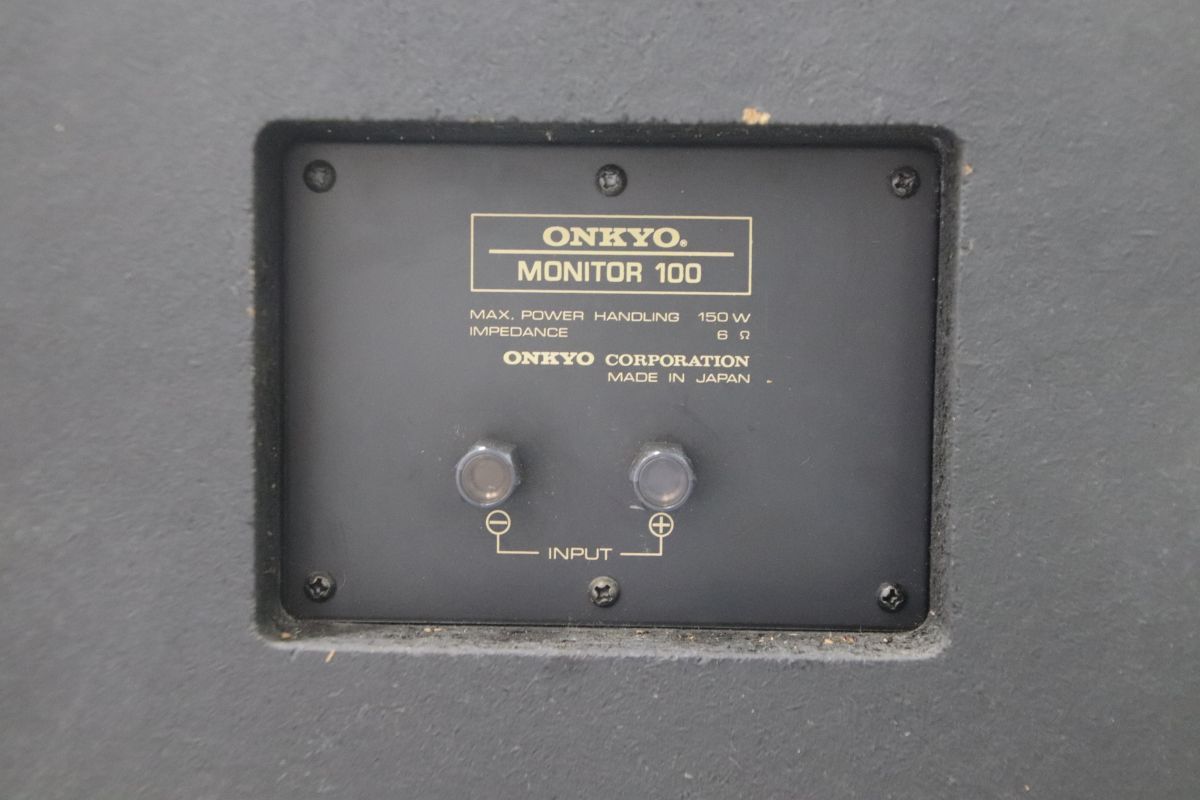 ONKYO®
MONITOR 100
MAX. POWER HANDLING 150 W
IMPEDANCE 6 Ω
ONKYO CORPORATION
MADE IN JAPAN
⊖ ⊕
INPUT